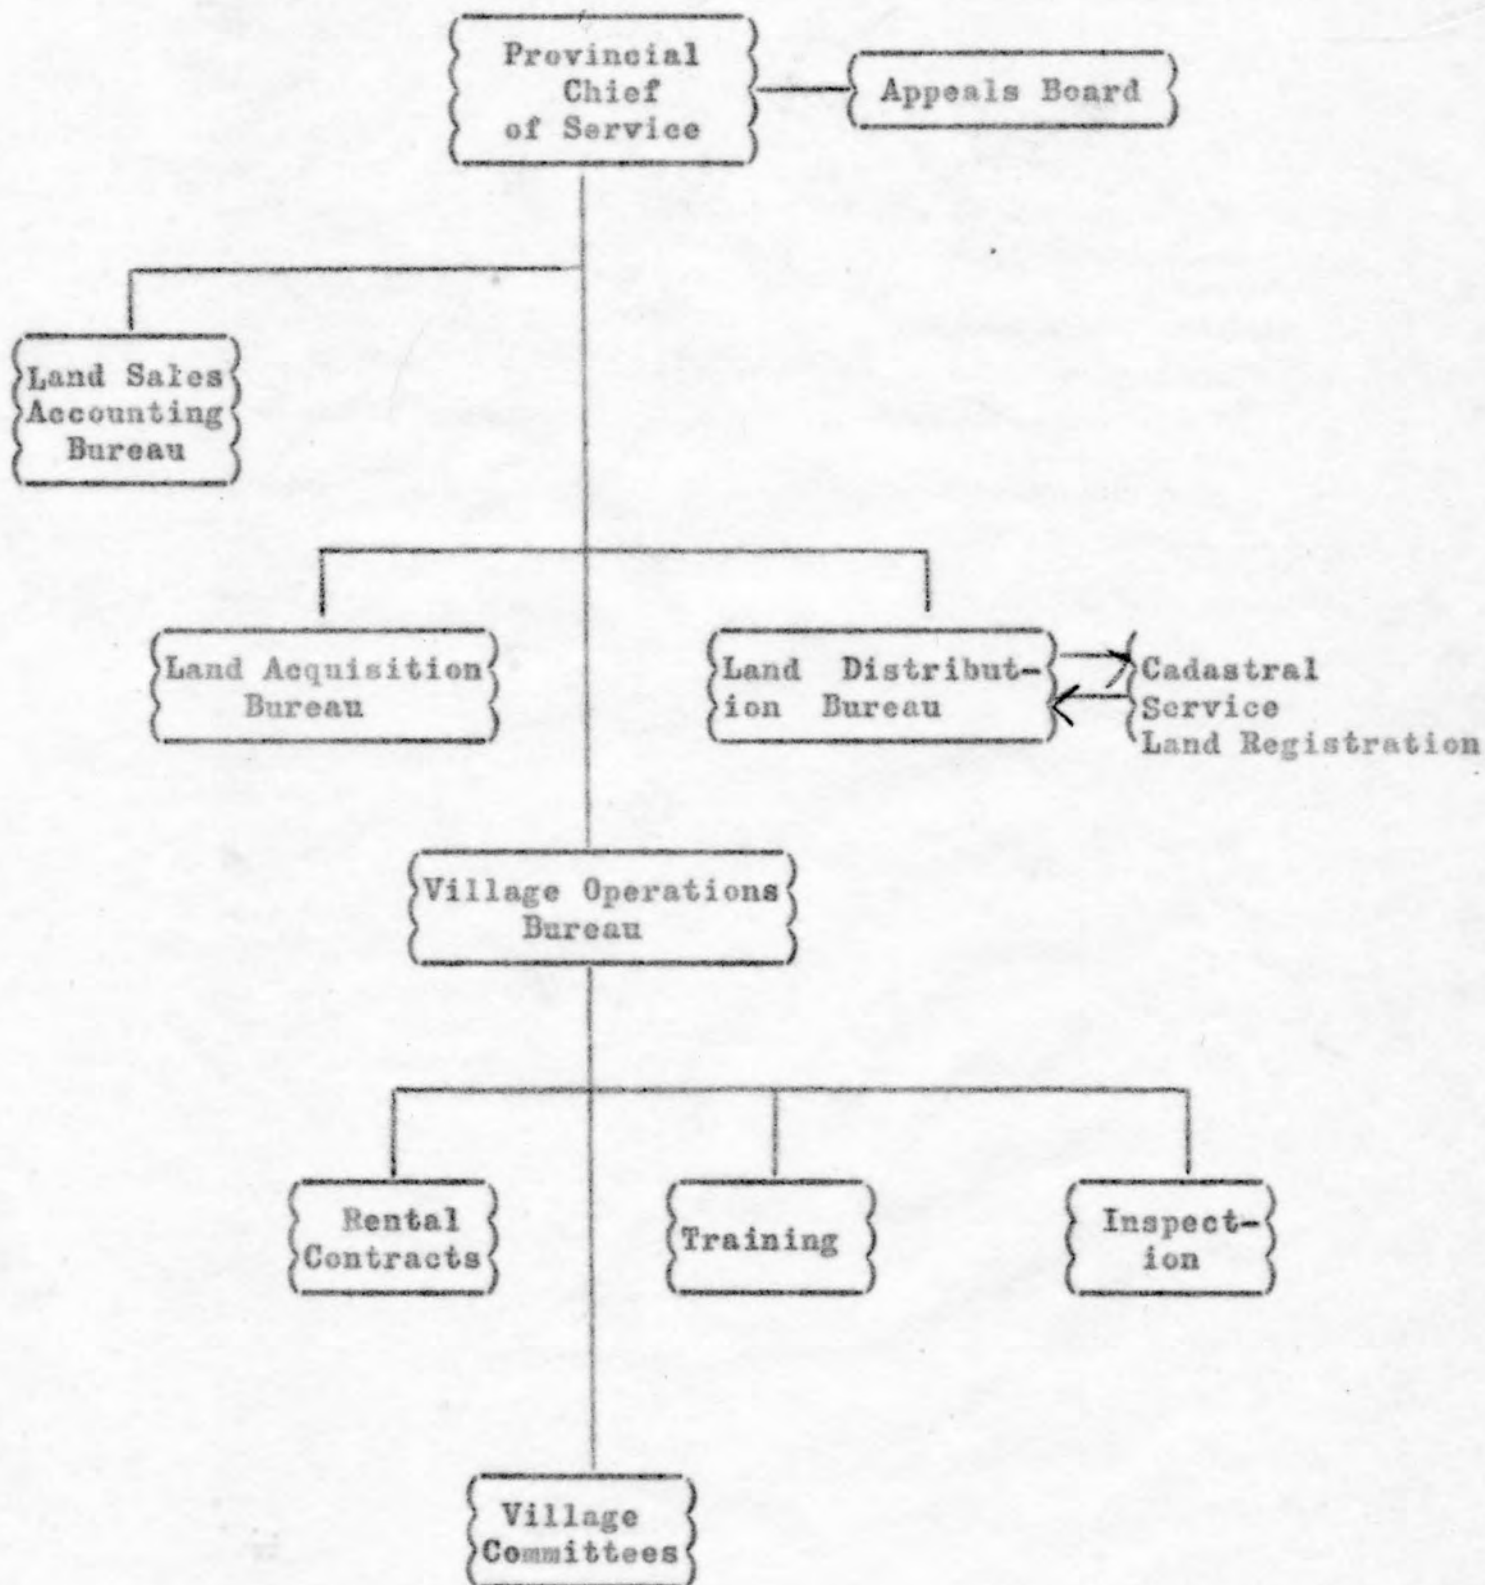 Provincial
Chief
of Service
Appeals Board
Land Sales
Accounting
Bureau
Land Acquisition
Bureau
Land Distribut-
ion Bureau
Cadastral
Service
Land Registration
Village Operations
Bureau
Rental
Contracts
Training
Inspect-
ion
Village
Committees